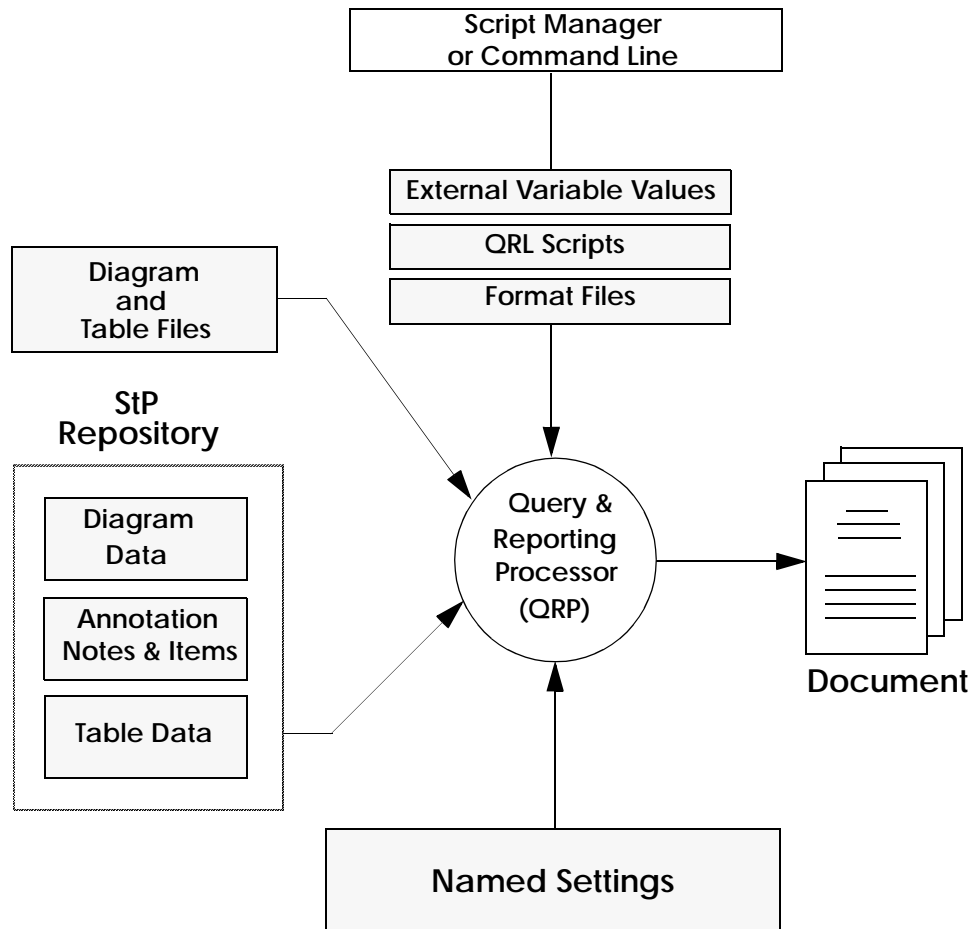 Script Manager
or Command Line
External Variable Values
QRL Scripts
Format Files
Diagram
and
Table Files
StP
Repository
Diagram
Data
Annotation
Notes & Items
Table Data
Query &
Reporting
Processor
(QRP)
Document
Named Settings